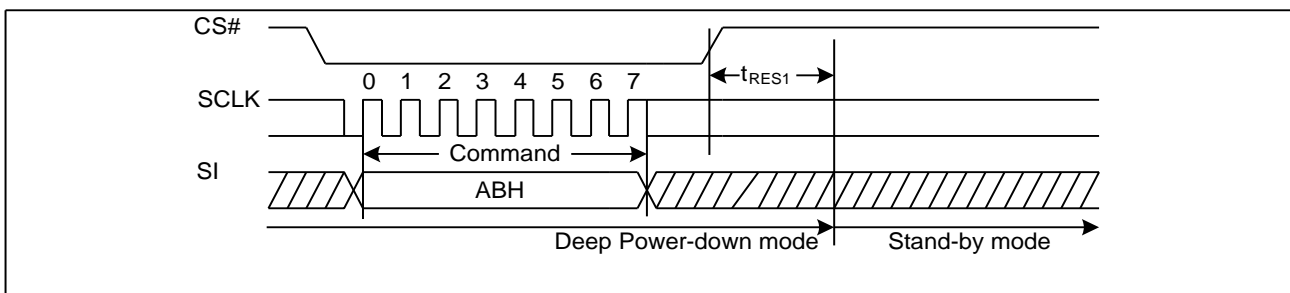 CS#
tRES1
0 1 2 3 4 5 6 7
SCLK
Command
SI
ABH
Deep Power-down mode
Stand-by mode